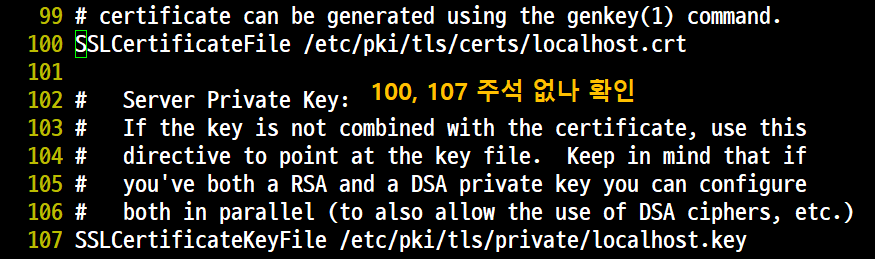 99 # certificate can be generated using the genkey(1) command.
100 SSLCertificateFile /etc/pki/tls/certs/localhost.crt
101
102 #   Server Private Key:
100, 107 주석 없나 확인
103 #   If the key is not combined with the certificate, use this
104 #   directive to point at the key file.  Keep in mind that if
105 #   you've both a RSA and a DSA private key you can configure
106 #   both in parallel (to also allow the use of DSA ciphers, etc.)
107 SSLCertificateKeyFile /etc/pki/tls/private/localhost.key